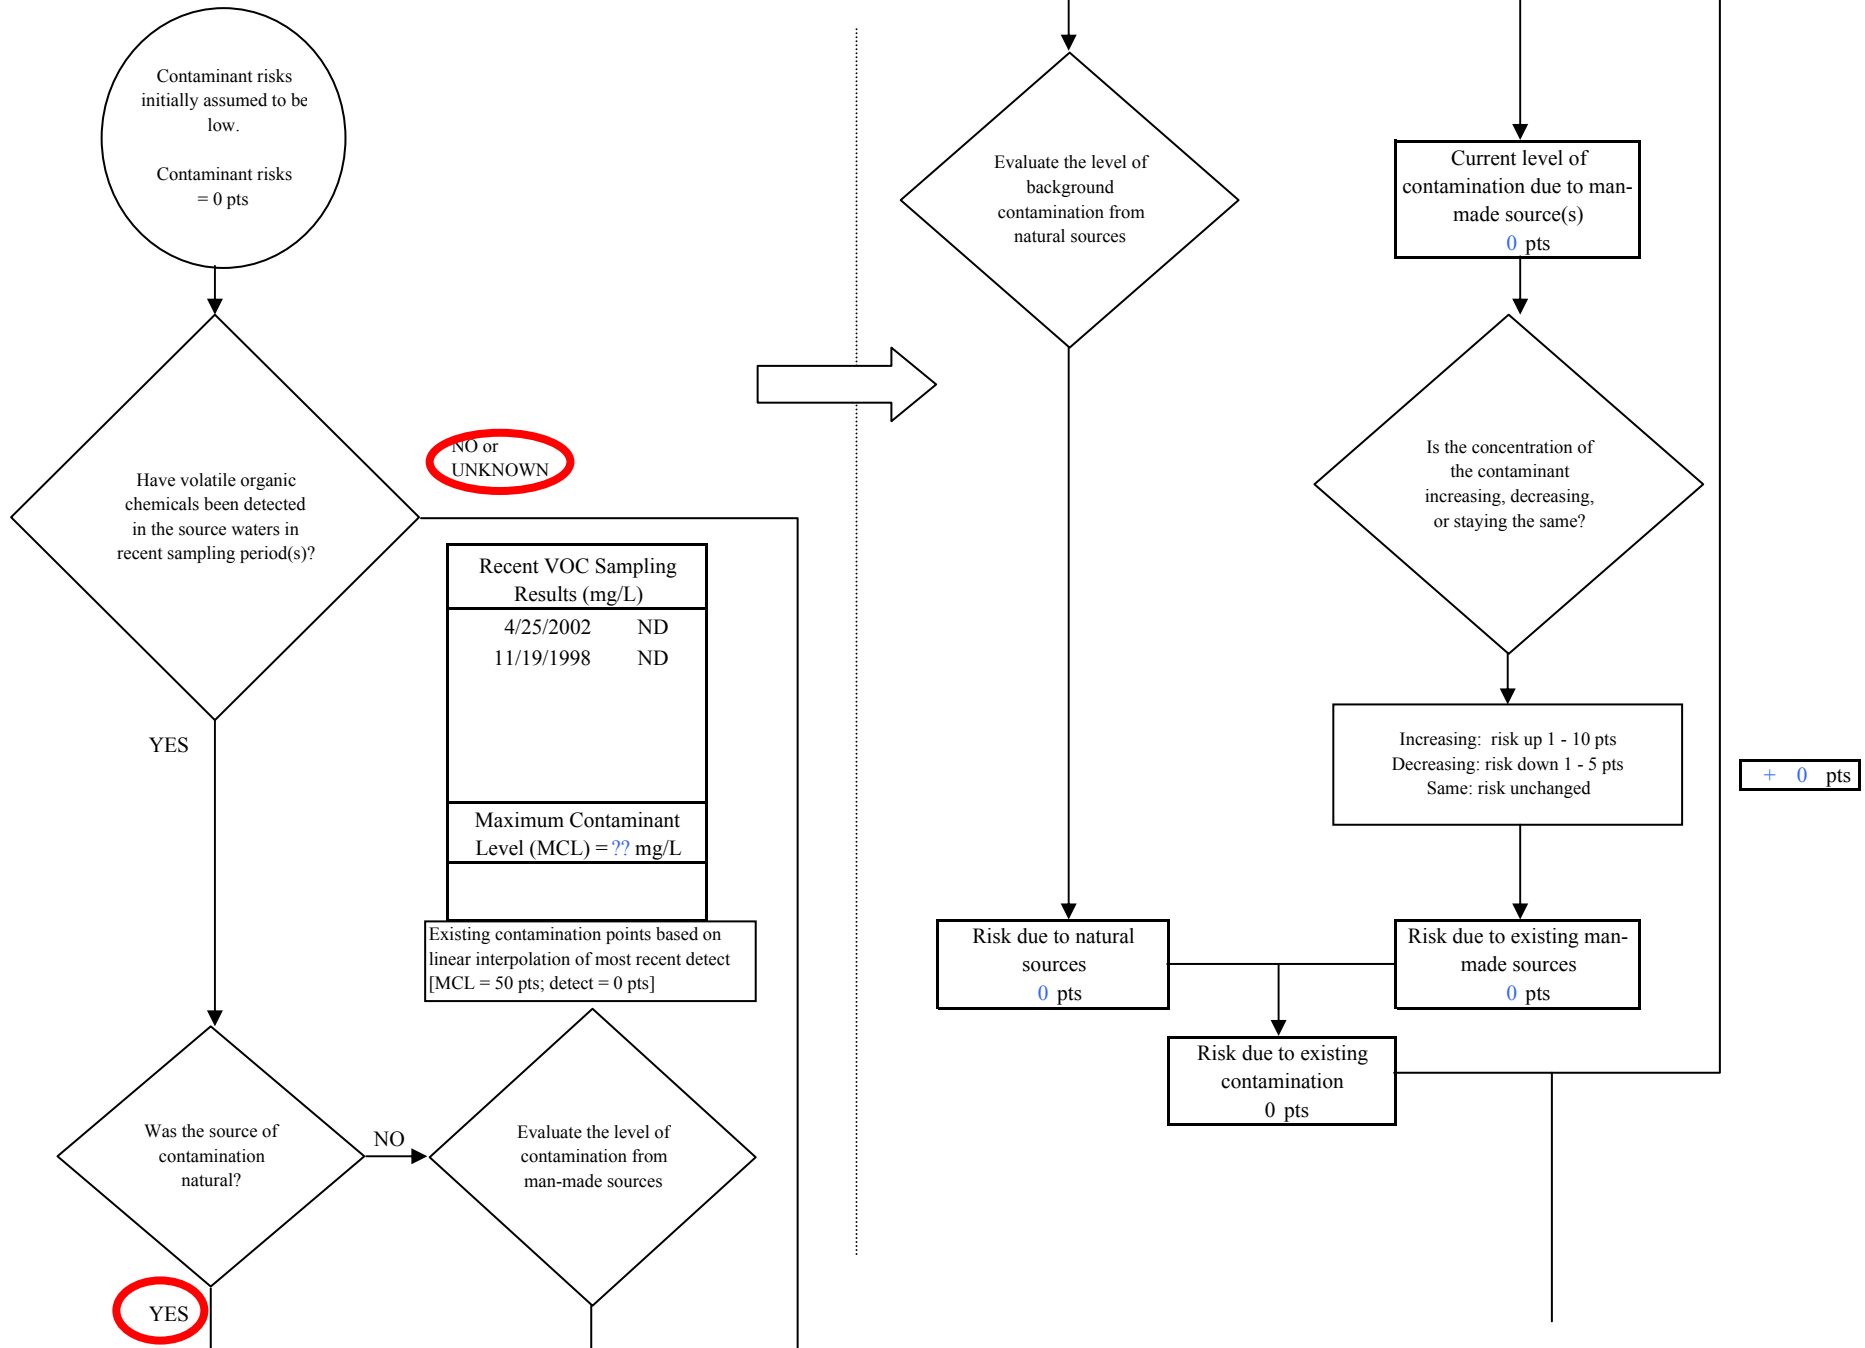 Contaminant risks
initially assumed to be
low.
Contaminant risks
= 0 pts
Have volatile organic
chemicals been detected
in the source waters in
recent sampling period(s)?
NO or
UNKNOWN
YES
Recent VOC Sampling
Results (mg/L)
4/25/2002 ND
11/19/1998 ND
Maximum Contaminant
Level (MCL) = ?? mg/L
Existing contamination points based on
linear interpolation of most recent detect
[MCL = 50 pts; detect = 0 pts]
Was the source of
contamination
natural?
NO
Evaluate the level of
contamination from
man-made sources
YES
Evaluate the level of
background
contamination from
natural sources
Current level of
contamination due to man-
made source(s)
0 pts
Is the concentration of
the contaminant
increasing, decreasing,
or staying the same?
Increasing: risk up 1 - 10 pts
Decreasing: risk down 1 - 5 pts
Same: risk unchanged
+ 0 pts
Risk due to natural
sources
0 pts
Risk due to existing man-
made sources
0 pts
Risk due to existing
contamination
0 pts